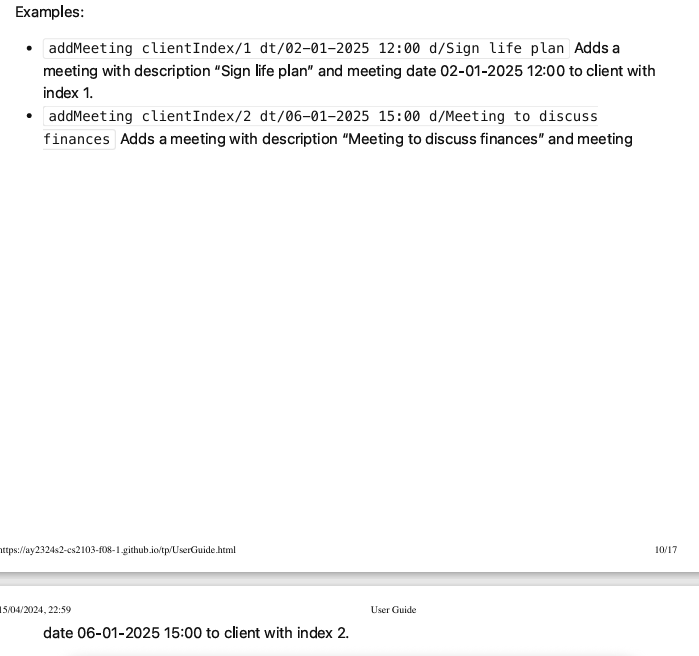 Examples:
• addMeeting clientIndex/1 dt/02-01-2025 12:00 d/Sign life plan Adds a
meeting with description “Sign life plan” and meeting date 02-01-2025 12:00 to client with
index 1.
• addMeeting clientIndex/2 dt/06-01-2025 15:00 d/Meeting to discuss
finances Adds a meeting with description “Meeting to discuss finances” and meeting
https://ay2324s2-cs2103-f08-1.github.io/tp/UserGuide.html 10/17
15/04/2024, 22:59 User Guide
date 06-01-2025 15:00 to client with index 2.